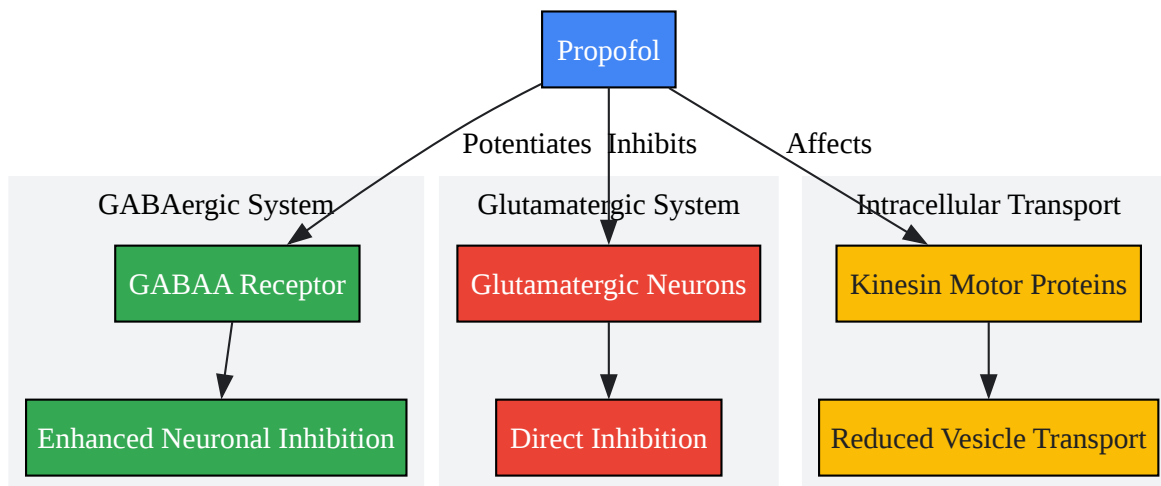 Propofol
Potentiates
Inhibits
Affects
GABAergic System
Glutamatergic System
Intracellular Transport
GABAA Receptor
Glutamatergic Neurons
Kinesin Motor Proteins
Enhanced Neuronal Inhibition
Direct Inhibition
Reduced Vesicle Transport